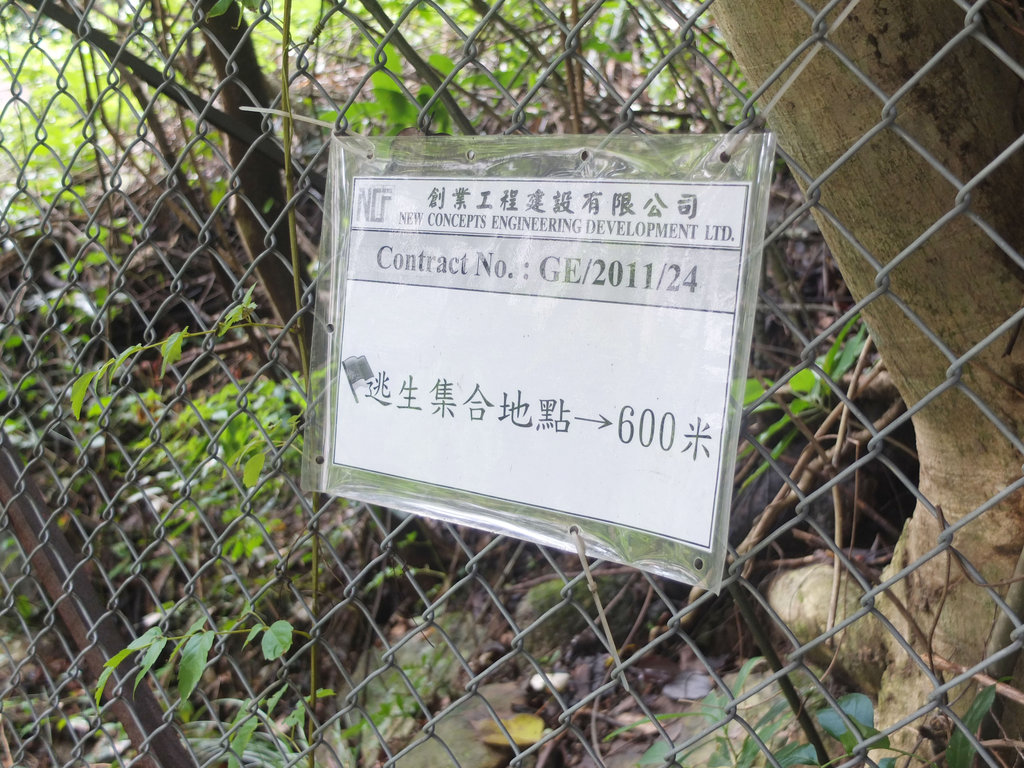 NCE 創業工程建設有限公司
NEW CONCEPTS ENGINEERING DEVELOPMENT LTD.
Contract No. : GE/2011/24
逃生集合地點→600米